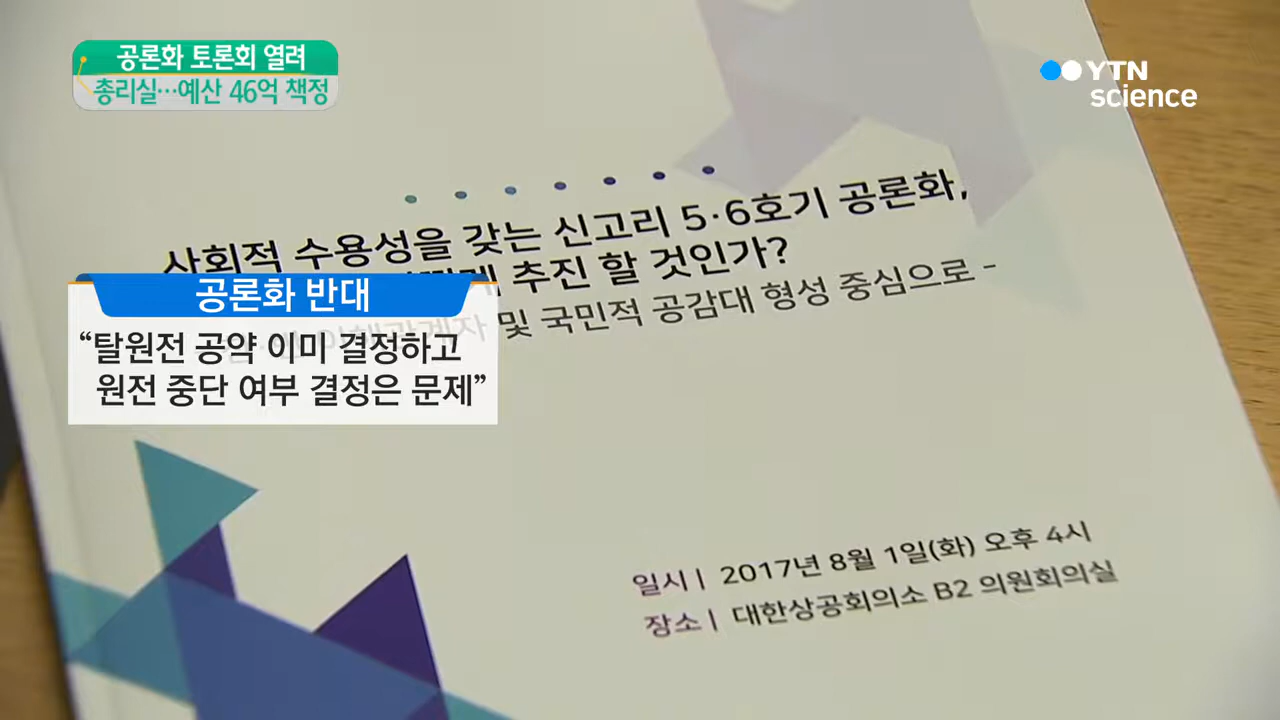 공론화 토론회 열려
총리실…예산 46억 책정
YTN
science
사회적 수용성을 갖는 신고리 5·6호기 공론화,
추진 할 것인가?
및 국민적 공감대 형성 중심으로 -
공론화 반대
“탈원전 공약 이미 결정하고
원전 중단 여부 결정은 문제”
일시 | 2017년 8월 1일(화) 오후 4시
장소 | 대한상공회의소 B2 의원회의실